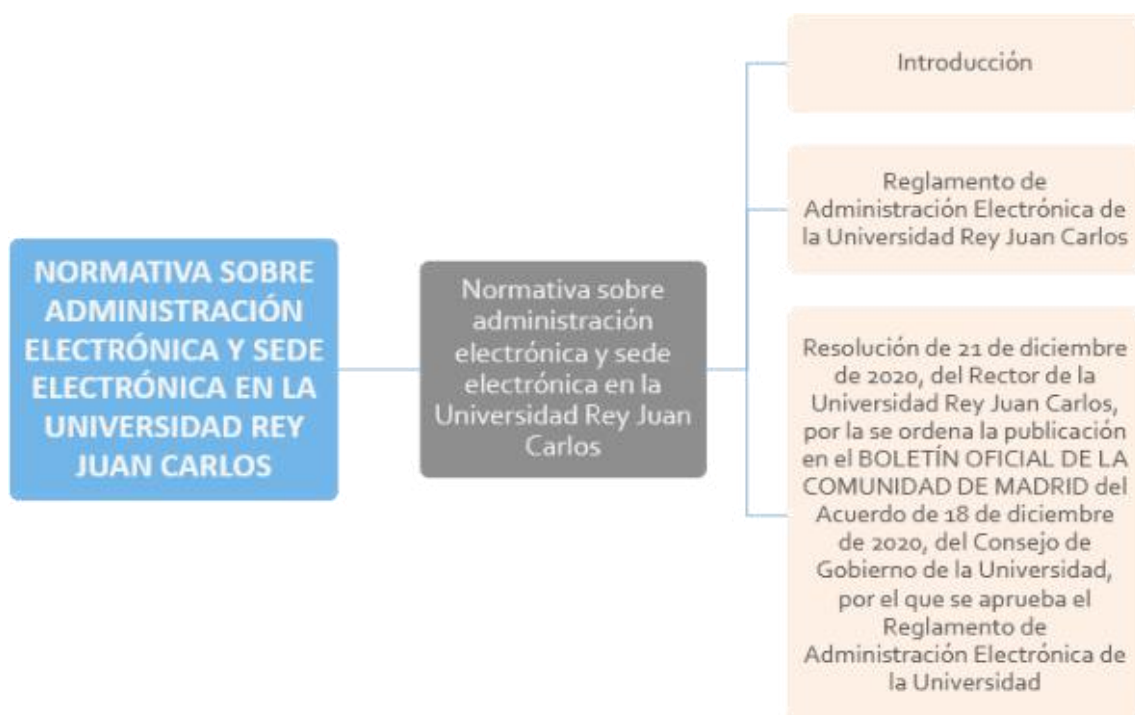 NORMATIVA SOBRE
ADMINISTRACIÓN
ELECTRÓNICA Y SEDE
ELECTRÓNICA EN LA
UNIVERSIDAD REY
JUAN CARLOS
Normativa sobre
administración
electrónica y sede
electrónica en la
Universidad Rey Juan
Carlos
Introducción
Reglamento de
Administración Electrónica de
la Universidad Rey Juan Carlos
Resolución de 21 de diciembre
de 2020, del Rector de la
Universidad Rey Juan Carlos,
por la se ordena la publicación
en el BOLETÍN OFICIAL DE LA
COMUNIDAD DE MADRID del
Acuerdo de 18 de diciembre
de 2020, del Consejo de
Gobierno de la Universidad,
por el que se aprueba el
Reglamento de
Administración Electrónica de
la Universidad